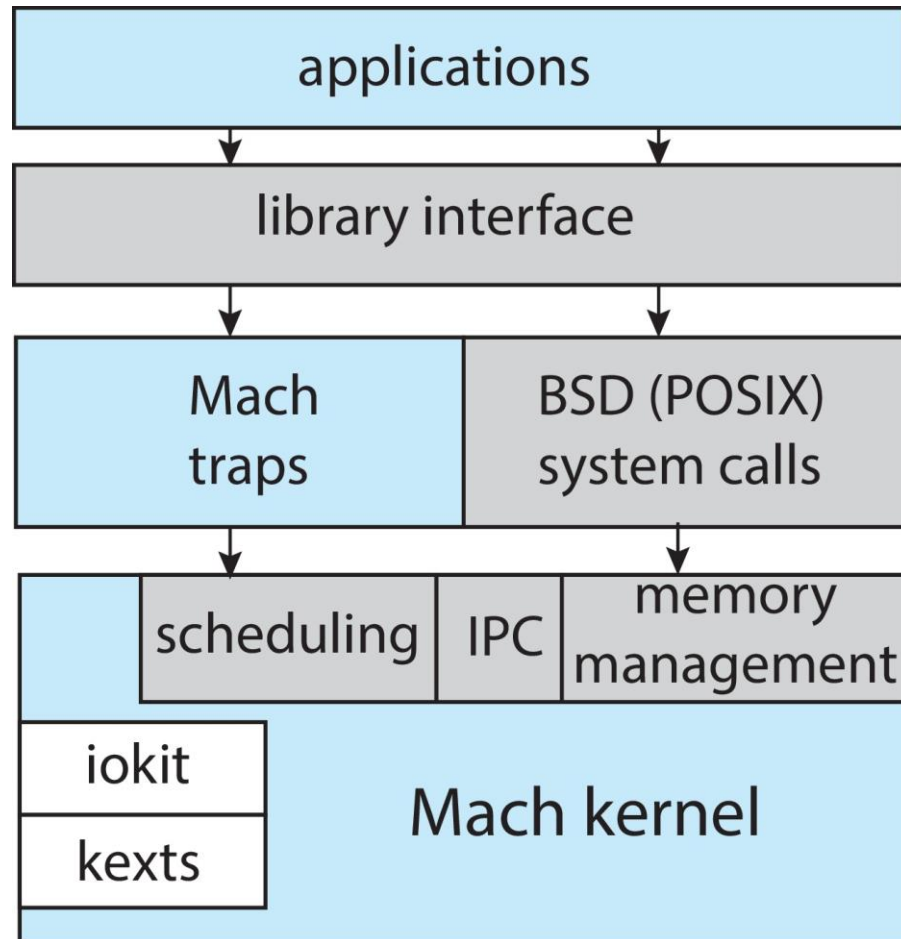 applications
library interface
Mach
traps
BSD (POSIX)
system calls
scheduling
IPC
memory
management
iokit
kexts
Mach kernel